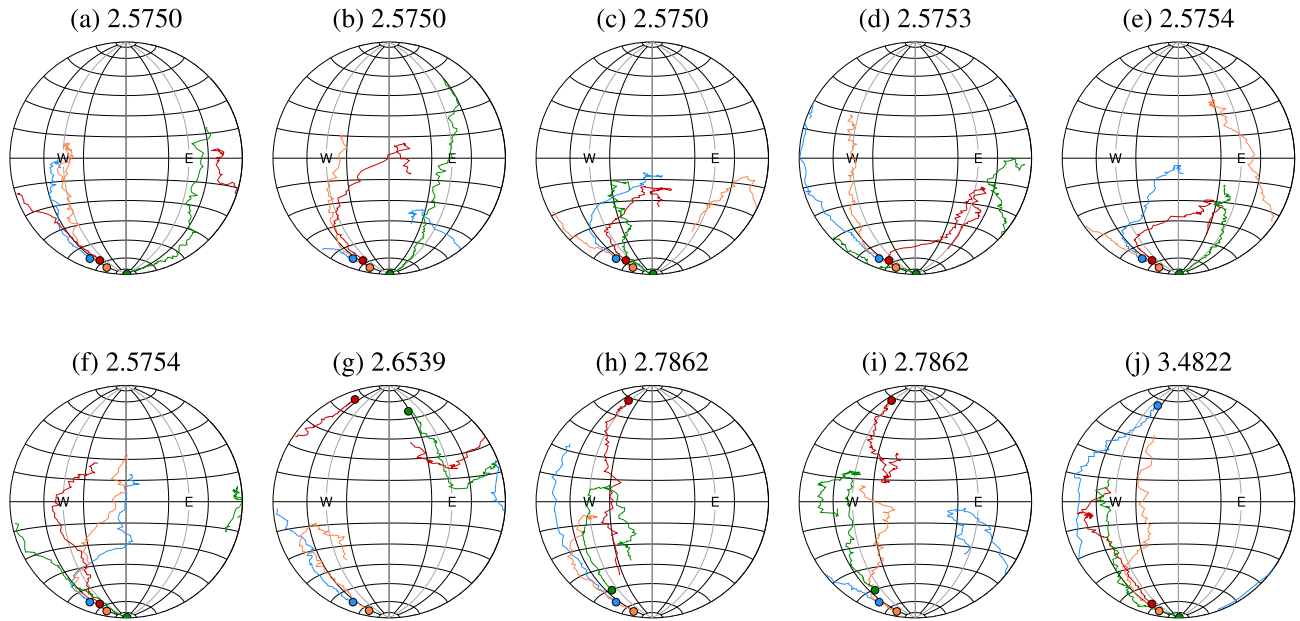 (a) 2.5750 (b) 2.5750 (c) 2.5750 (d) 2.5753 (e) 2.5754
W E W E W E W E W E
(f) 2.5754 (g) 2.6539 (h) 2.7862 (i) 2.7862 (j) 3.4822
W E W E W E W E W E